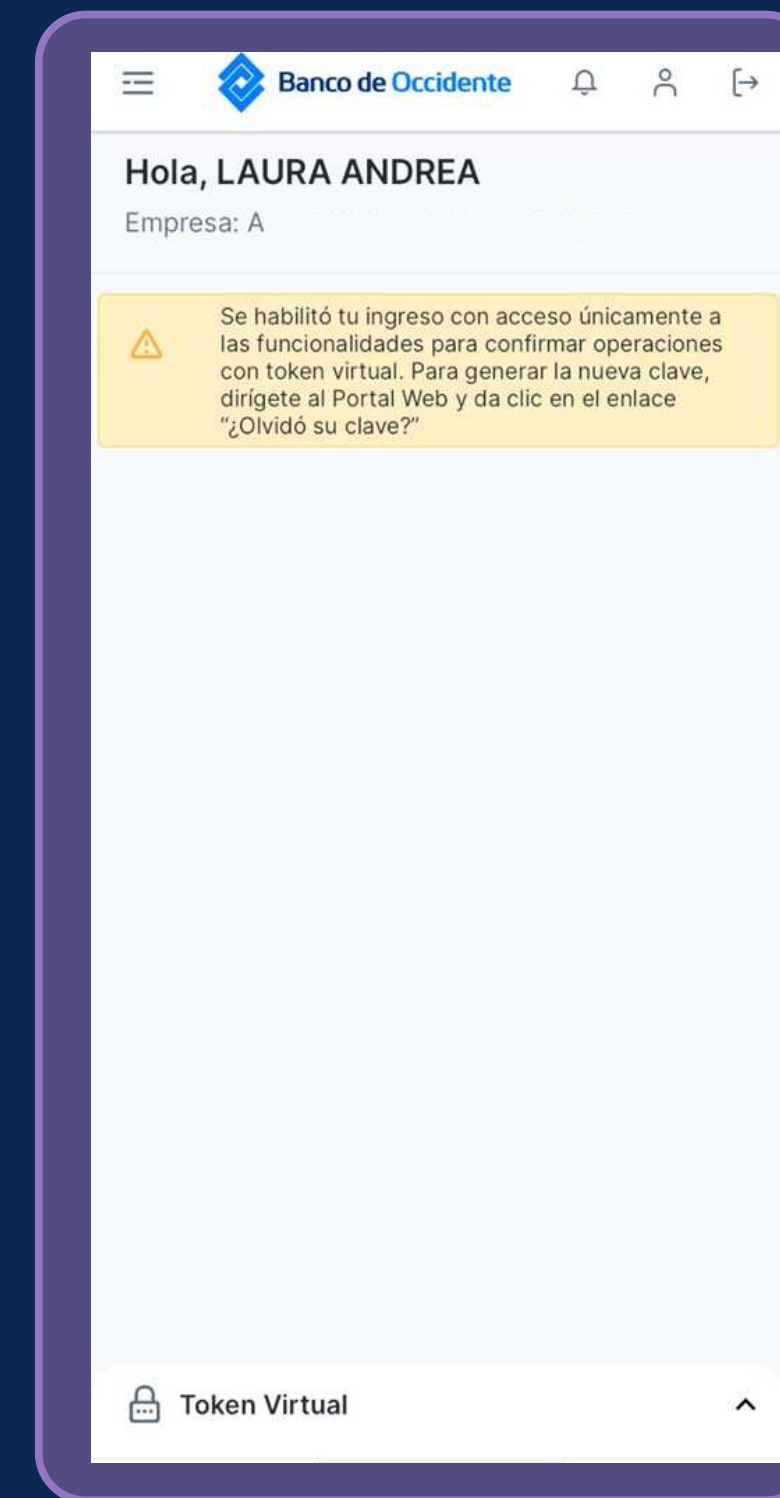 Banco de Occidente
Hola, LAURA ANDREA
Empresa: A
Se habilitó tu ingreso con acceso únicamente a
las funcionalidades para confirmar operaciones
con token virtual. Para generar la nueva clave,
dirígete al Portal Web y da clic en el enlace
“¿Olvidó su clave?”
Token Virtual